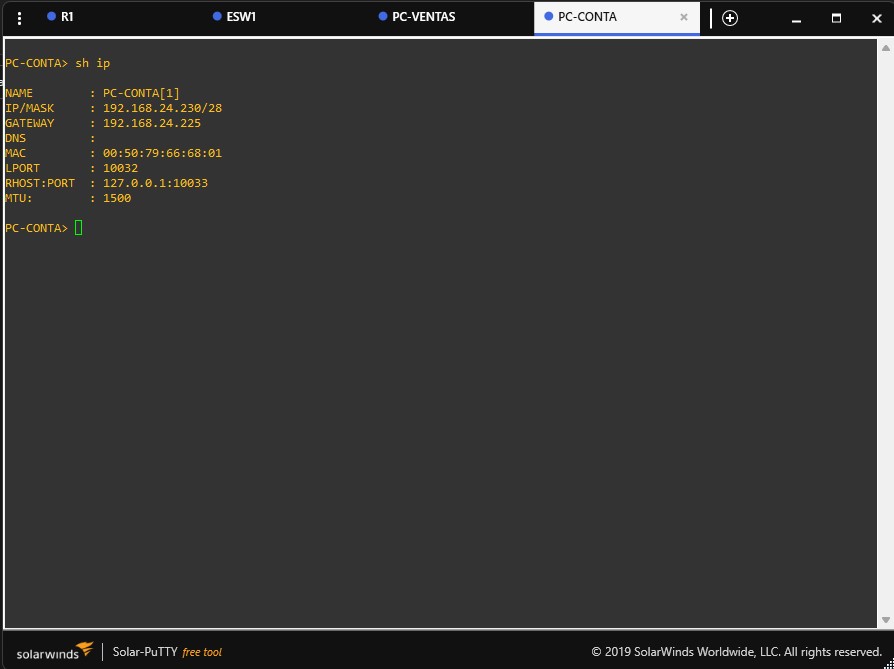 R1 ESW1 PC-VENTAS PC-CONTA
PC-CONTA> sh ip
NAME : PC-CONTA[1]
IP/MASK : 192.168.24.230/28
GATEWAY : 192.168.24.225
DNS :
MAC : 00:50:79:66:68:01
LPORT : 10032
RHOST:PORT : 127.0.0.1:10033
MTU: : 1500
PC-CONTA>
solarwinds Solar-PuTTY free tool © 2019 SolarWinds Worldwide, LLC. All rights reserved.